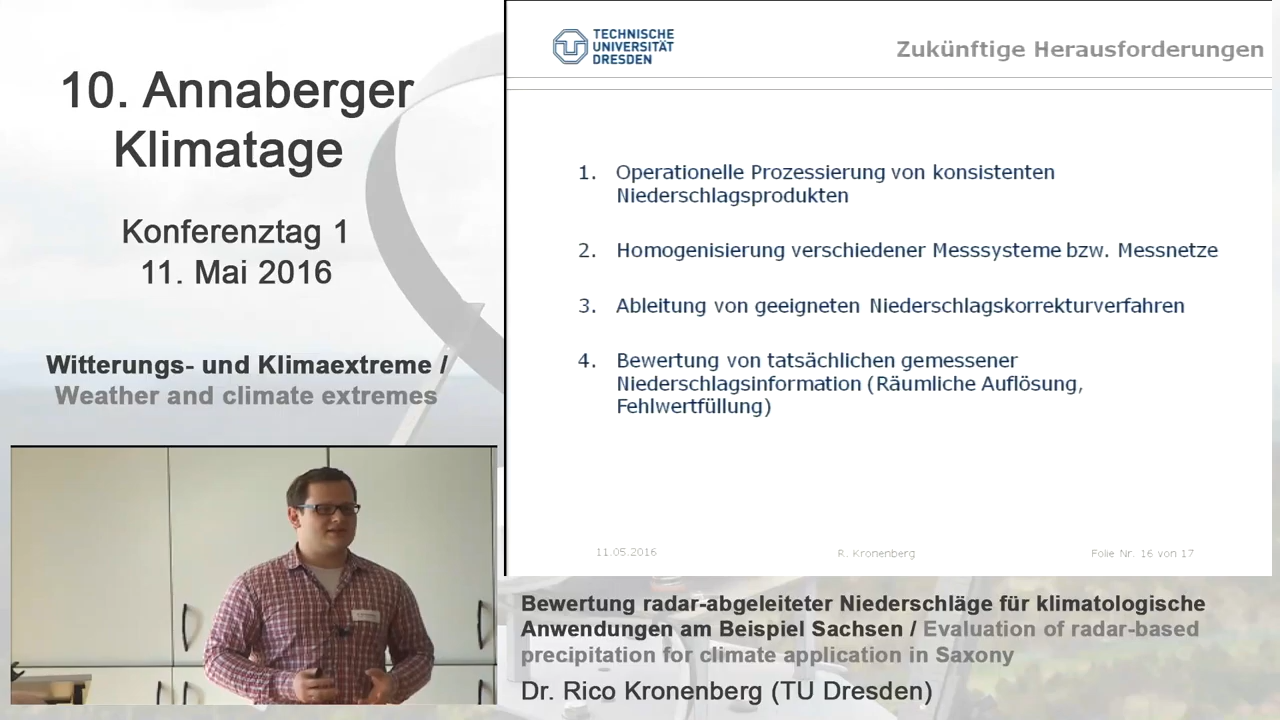 10. Annaberger
Klimatage
Konferenztag 1
11. Mai 2016
Witterungs- und Klimaextreme /
Weather and climate extremes
TECHNISCHE
UNIVERSITÄT
DRESDEN
Zukünftige Herausforderungen
1. Operationelle Prozessierung von konsistenten
Niederschlagsprodukten
2. Homogenisierung verschiedener Messsysteme bzw. Messnetze
3. Ableitung von geeigneten Niederschlagskorrekturverfahren
4. Bewertung von tatsächlichen gemessener
Niederschlagsinformation (Räumliche Auflösung,
Fehlwertfüllung)
11.05.2016
R. Kronenberg
Folie Nr. 16 von 17
Bewertung radar-abgeleiteter Niederschläge für klimatologische
Anwendungen am Beispiel Sachsen / Evaluation of radar-based
precipitation for climate application in Saxony
Dr. Rico Kronenberg (TU Dresden)